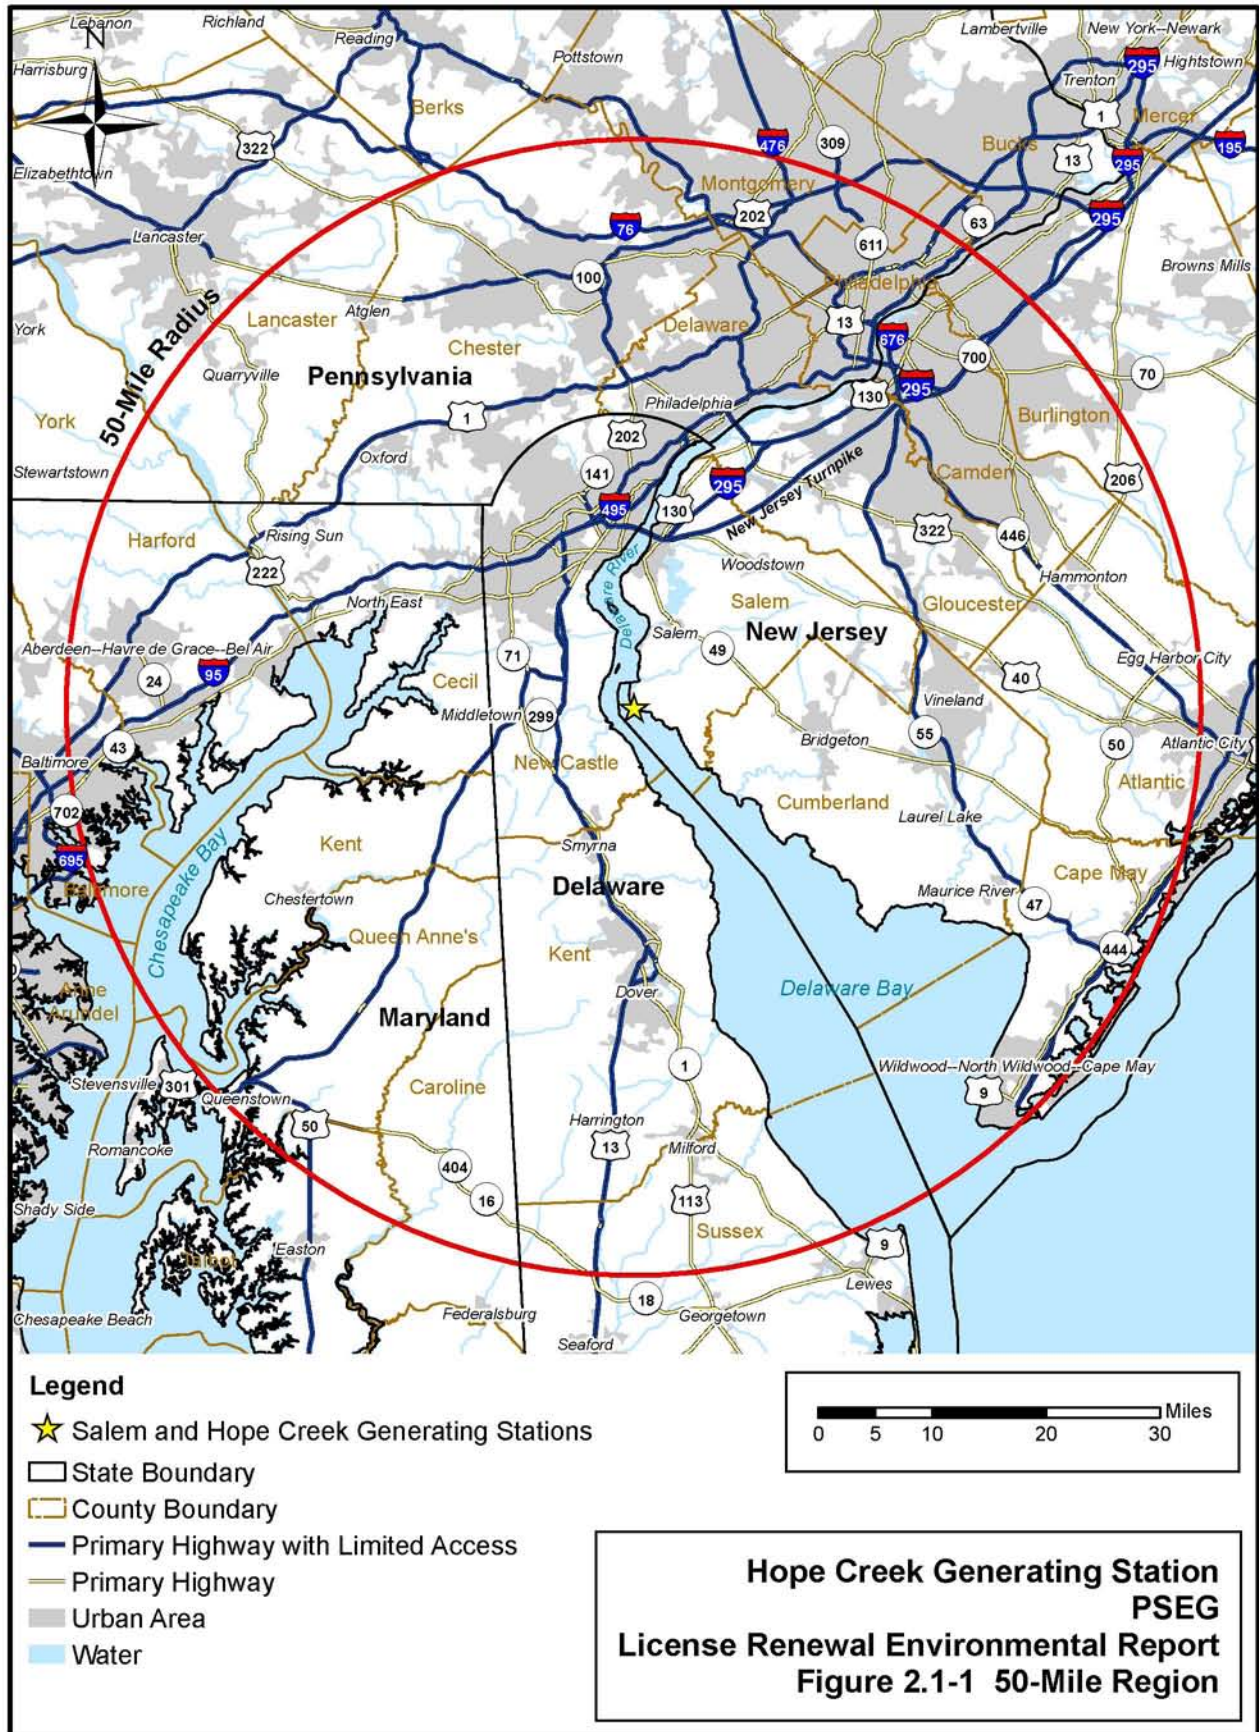 Lebanon
Richland
Reading
Pottstown
Lambertville
New York--Newark
N
Harrisburg
295
Hightstown
Trenton
Berks
1
Mercer
322
476
309
Bucks
13
295
195
Elizabethtown
Montgomery
202
63
295
Lancaster
76
611
Browns Mills
100
Philadelphia
York
50-Mile Radius
Lancaster
Atglen
Delaware
13
676
Chester
700
Quarryville
Pennsylvania
295
70
130
Philadelphia
York
1
Burlington
202
Oxford
Stewartstown
141
Camden
206
295
New Jersey Turnpike
495
130
322
446
Harford
Rising Sun
222
Woodstown
Hammonton
Delaware River
North East
Salem
Gloucester
Salem
New Jersey
Aberdeen--Havre de Grace--Bel Air
71
49
Egg Harbor City
95
24
Cecil
40
Middletown
299
Vineland
43
Bridgeton
55
50
Atlantic City
Baltimore
New Castle
Atlantic
702
Cumberland
Laurel Lake
Kent
Smyrna
695
Cape May
Baltimore
Delaware
Maurice River
Chesapeake Bay
Chestertown
47
Queen Anne's
Kent
444
Anne
Arundel
Dover
Delaware Bay
Maryland
1
Wildwood--North Wildwood--Cape May
Stevensville
301
Queenstown
Caroline
9
50
Harrington
13
Milford
Romancoke
404
16
113
Shady Side
Sussex
Easton
9
Talbot
Lewes
18
Chesapeake Beach
Federalsburg
Georgetown
Seaford
Legend
Salem and Hope Creek Generating Stations
State Boundary
County Boundary
Primary Highway with Limited Access
Primary Highway
Urban Area
Water
Miles
0 5 10 20 30
Hope Creek Generating Station
PSEG
License Renewal Environmental Report
Figure 2.1-1 50-Mile Region